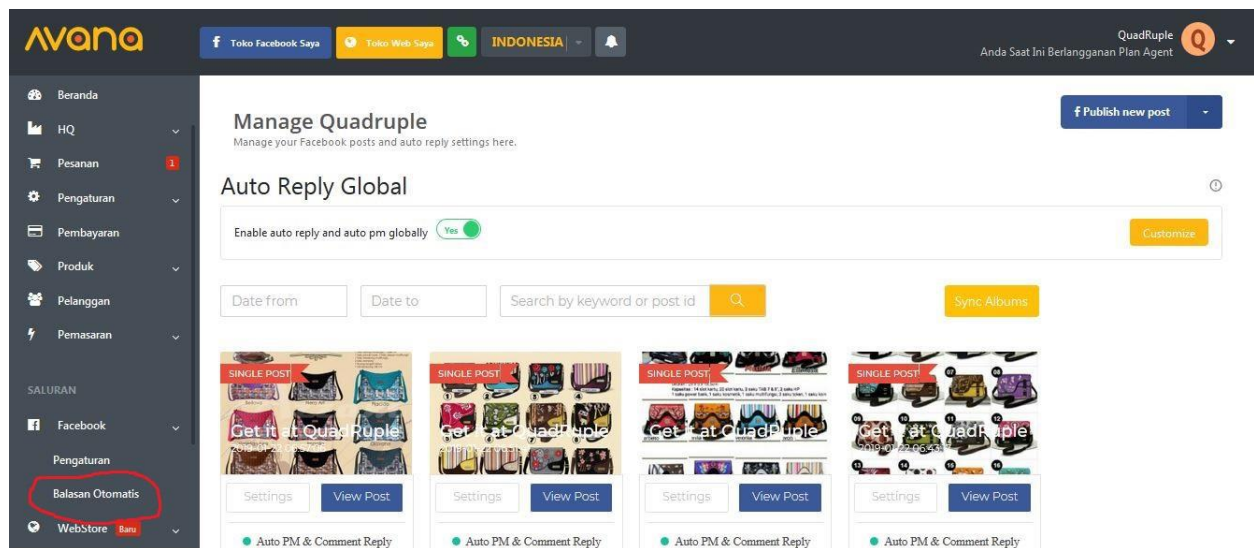 AVANA
Toko Facebook Saya
Toko Web Saya
INDONESIA
QuadRuple
Anda Saat Ini Berlangganan Plan Agent
Q
Beranda
HQ
Pesanan 1
Pengaturan
Pembayaran
Produk
Pelanggan
Pemasaran
SALURAN
Facebook
Pengaturan
Balasan Otomatis
WebStore Baru
Manage Quadruple
Manage your Facebook posts and auto reply settings here.
Publish new post
Auto Reply Global
Enable auto reply and auto pm globally Yes
Customize
Date from
Date to
Search by keyword or post id
Sync Albums
SINGLE POST
Get it at QuadRuple
Settings
View Post
Auto PM & Comment Reply
SINGLE POST
Get it at QuadRuple
Settings
View Post
Auto PM & Comment Reply
SINGLE POST
Get it at QuadRuple
Settings
View Post
Auto PM & Comment Reply
SINGLE POST
Get it at QuadRuple
Settings
View Post
Auto PM & Comment Reply